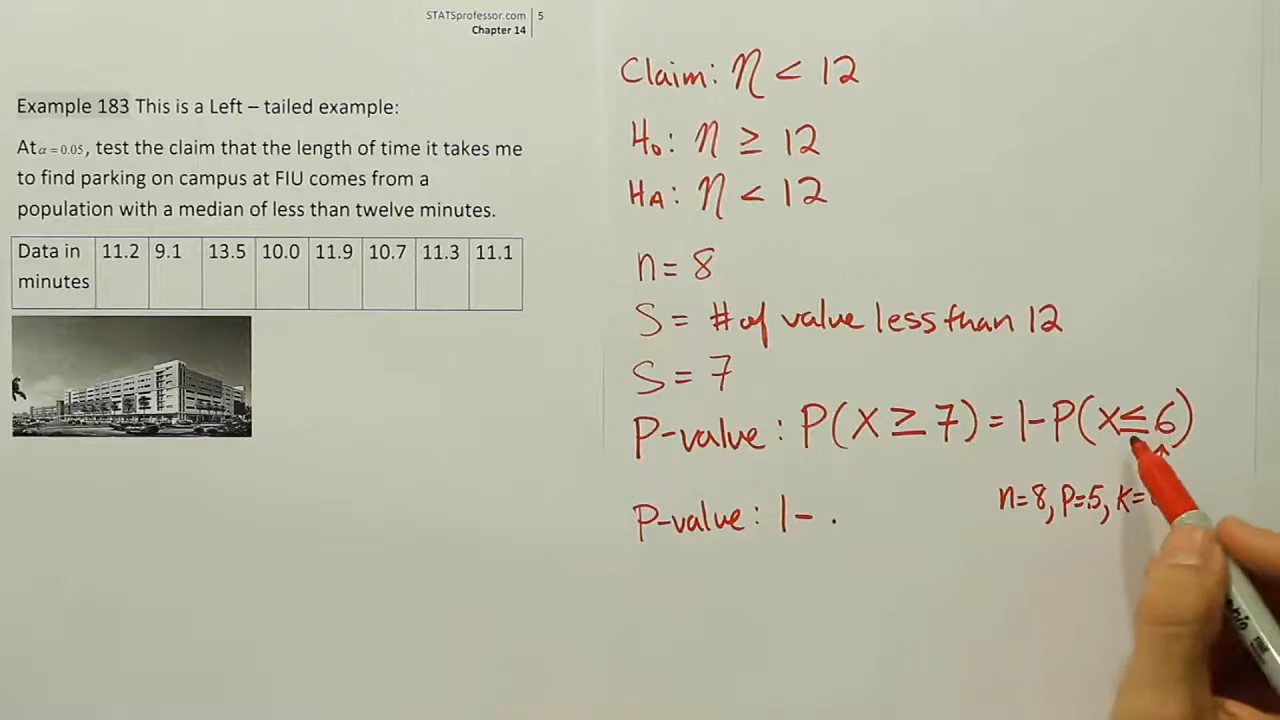 STATSprofessor.com 5
Chapter 14
Example 183 This is a Left – tailed example:
At α = 0.05, test the claim that the length of time it takes me
to find parking on campus at FIU comes from a
population with a median of less than twelve minutes.
Data in minutes 11.2 9.1 13.5 10.0 11.9 10.7 11.3 11.1
Claim: η < 12
H₀: η ≥ 12
HA: η < 12
n = 8
S = # of value less than 12
S = 7
P-value: P(X ≥ 7) = 1-P(X ≤ 6)
n=8, P=.5, K=
P-value: 1- .